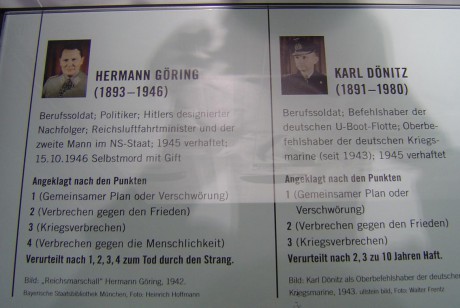 HERMANN GÖRING
(1893–1946)
Berufssoldat; Politiker; Hitlers designierter
Nachfolger; Reichsluftfahrtminister und der
zweite Mann im NS-Staat; 1945 verhaftet;
15.10.1946 Selbstmord mit Gift
Angeklagt nach den Punkten
1 (Gemeinsamer Plan oder Verschwörung)
2 (Verbrechen gegen den Frieden)
3 (Kriegsverbrechen)
4 (Verbrechen gegen die Menschlichkeit)
Verurteilt nach 1, 2, 3, 4 zum Tod durch den Strang.
Bild: „Reichsmarschall“ Hermann Göring, 1942.
Bayerische Staatsbibliothek München, Foto: Heinrich Hoffmann
KARL DÖNITZ
(1891–1980)
Berufssoldat; Befehlshaber der
deutschen U-Boot-Flotte; Oberbe-
fehlshaber der deutschen Kriegs-
marine (seit 1943); 1945 verhaftet
Angeklagt nach den Punkten
1 (Gemeinsamer Plan oder
Verschwörung)
2 (Verbrechen gegen den Frieden)
3 (Kriegsverbrechen)
Verurteilt nach 2, 3 zu 10 Jahren Haft.
Bild: Karl Dönitz als Oberbefehlshaber der deutschen
Kriegsmarine, 1943. ullstein bild, Foto: Walter Frentz